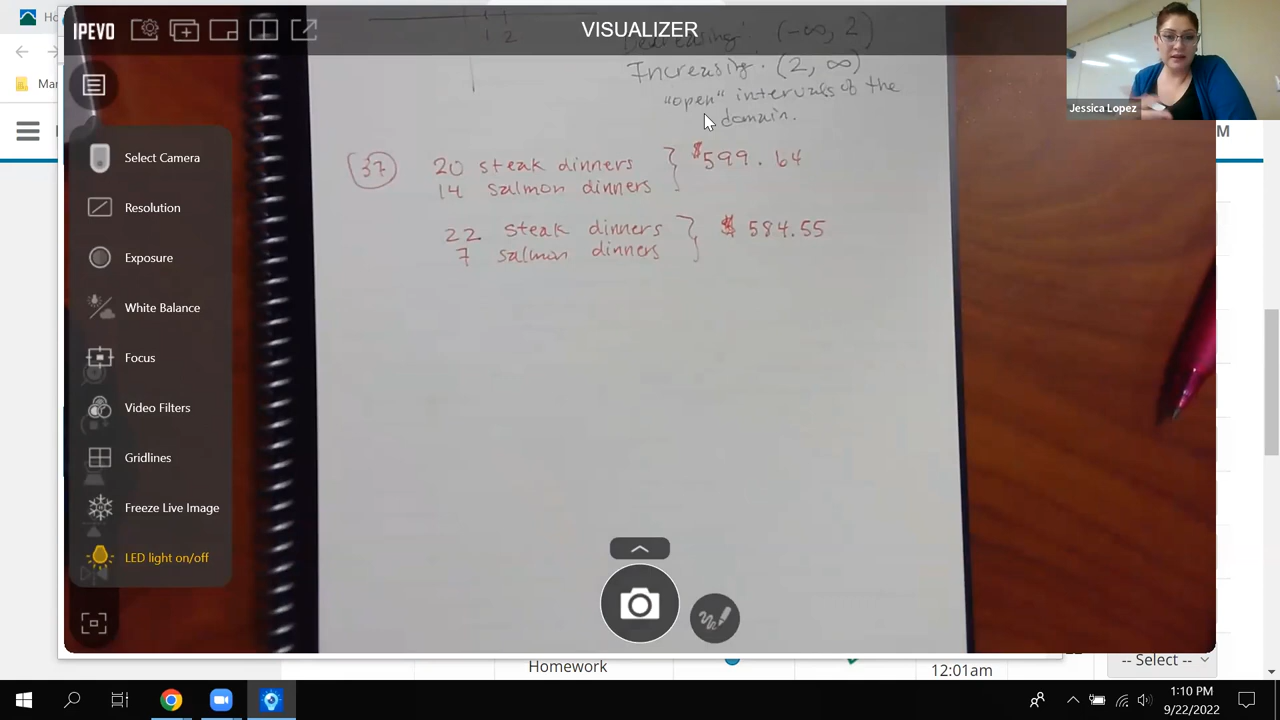 IPEVO
VISUALIZER
Decreasing: (-∞, 2)
Increasing: (2, ∞)
"open" intervals of the
domain.
Jessica Lopez
Select Camera
Resolution
Exposure
White Balance
Focus
Video Filters
Gridlines
Freeze Live Image
LED light on/off
37 20 steak dinners } $599.64
14 salmon dinners
22 steak dinners } $584.55
7 salmon dinners
Homework
12:01am
-- Select --
1:10 PM
9/22/2022